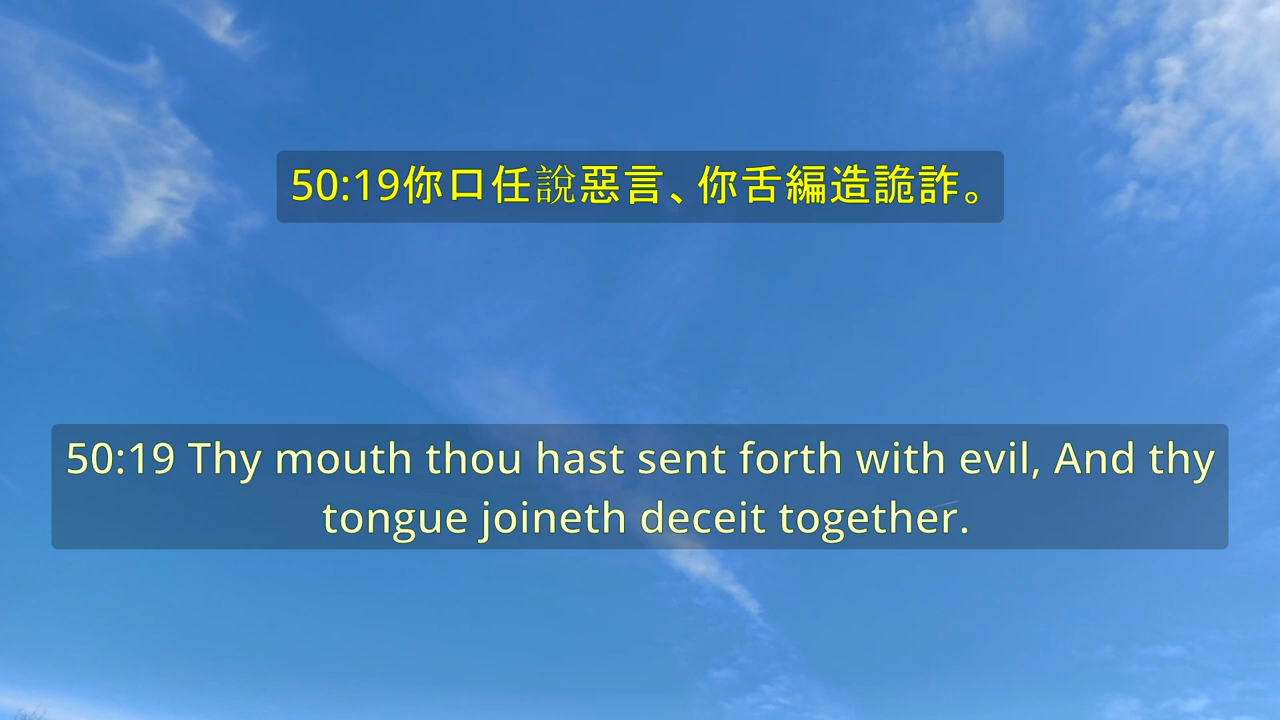 50:19你口任說惡言、你舌編造詭詐。
50:19 Thy mouth thou hast sent forth with evil, And thy
tongue joineth deceit together.